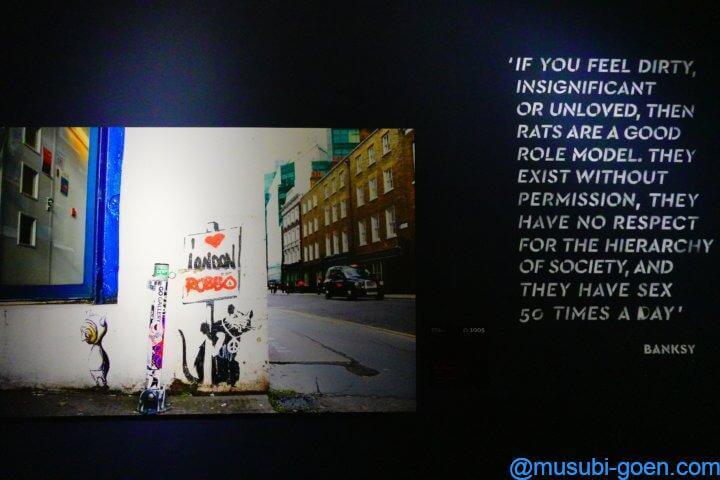 'IF YOU FEEL DIRTY,
INSIGNIFICANT
OR UNLOVED, THEN
RATS ARE A GOOD
ROLE MODEL. THEY
EXIST WITHOUT
PERMISSION, THEY
HAVE NO RESPECT
FOR THE HIERARCHY
OF SOCIETY, AND
THEY HAVE SEX
50 TIMES A DAY'
BANKSY
I ♥
LONDON
ROBBO
@musubi-goen.com